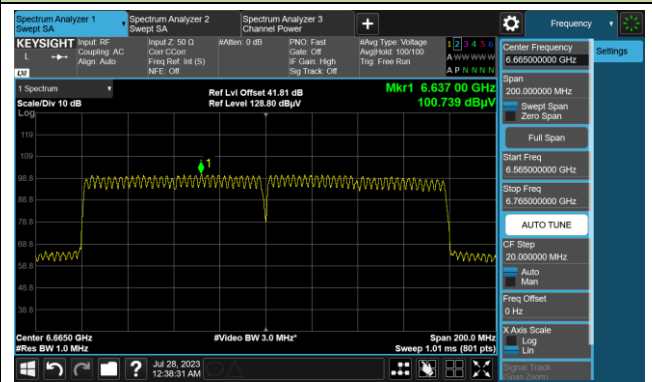 Spectrum Analyzer 1
Swept SA
Spectrum Analyzer 2
Swept SA
Spectrum Analyzer 3
Channel Power
+
Frequency
KEYSIGHT
L
LXI
Input: RF
Coupling: AC
Align: Auto
Input Z: 50 Ω
Corr CCorr
Freq Ref: Int (S)
NFE: Off
#Atten: 0 dB
PNO: Fast
Gate: Off
IF Gain: High
Sig Track: Off
#Avg Type: Voltage
Avg|Hold: 100/100
Trig: Free Run
1 2 3 4 5 6
A W W W W W
A P N N N N
1 Spectrum
Scale/Div 10 dB
Log
Ref Lvl Offset 41.81 dB
Ref Level 128.80 dBµV
Mkr1 6.637 00 GHz
100.739 dBµV
119
109
98.8
88.8
78.8
68.8
58.8
48.8
38.8
1
Center 6.6650 GHz
#Res BW 1.0 MHz
#Video BW 3.0 MHz*
Span 200.0 MHz
Sweep 1.01 ms (801 pts)
Jul 28, 2023
12:38:31 AM
?
Center Frequency
6.665000000 GHz
Settings
Span
200.000000 MHz
Swept Span
Zero Span
Full Span
Start Freq
6.565000000 GHz
Stop Freq
6.765000000 GHz
AUTO TUNE
CF Step
20.000000 MHz
Auto
Man
Freq Offset
0 Hz
X Axis Scale
Log
Lin
Signal Track
(Span Zoom)